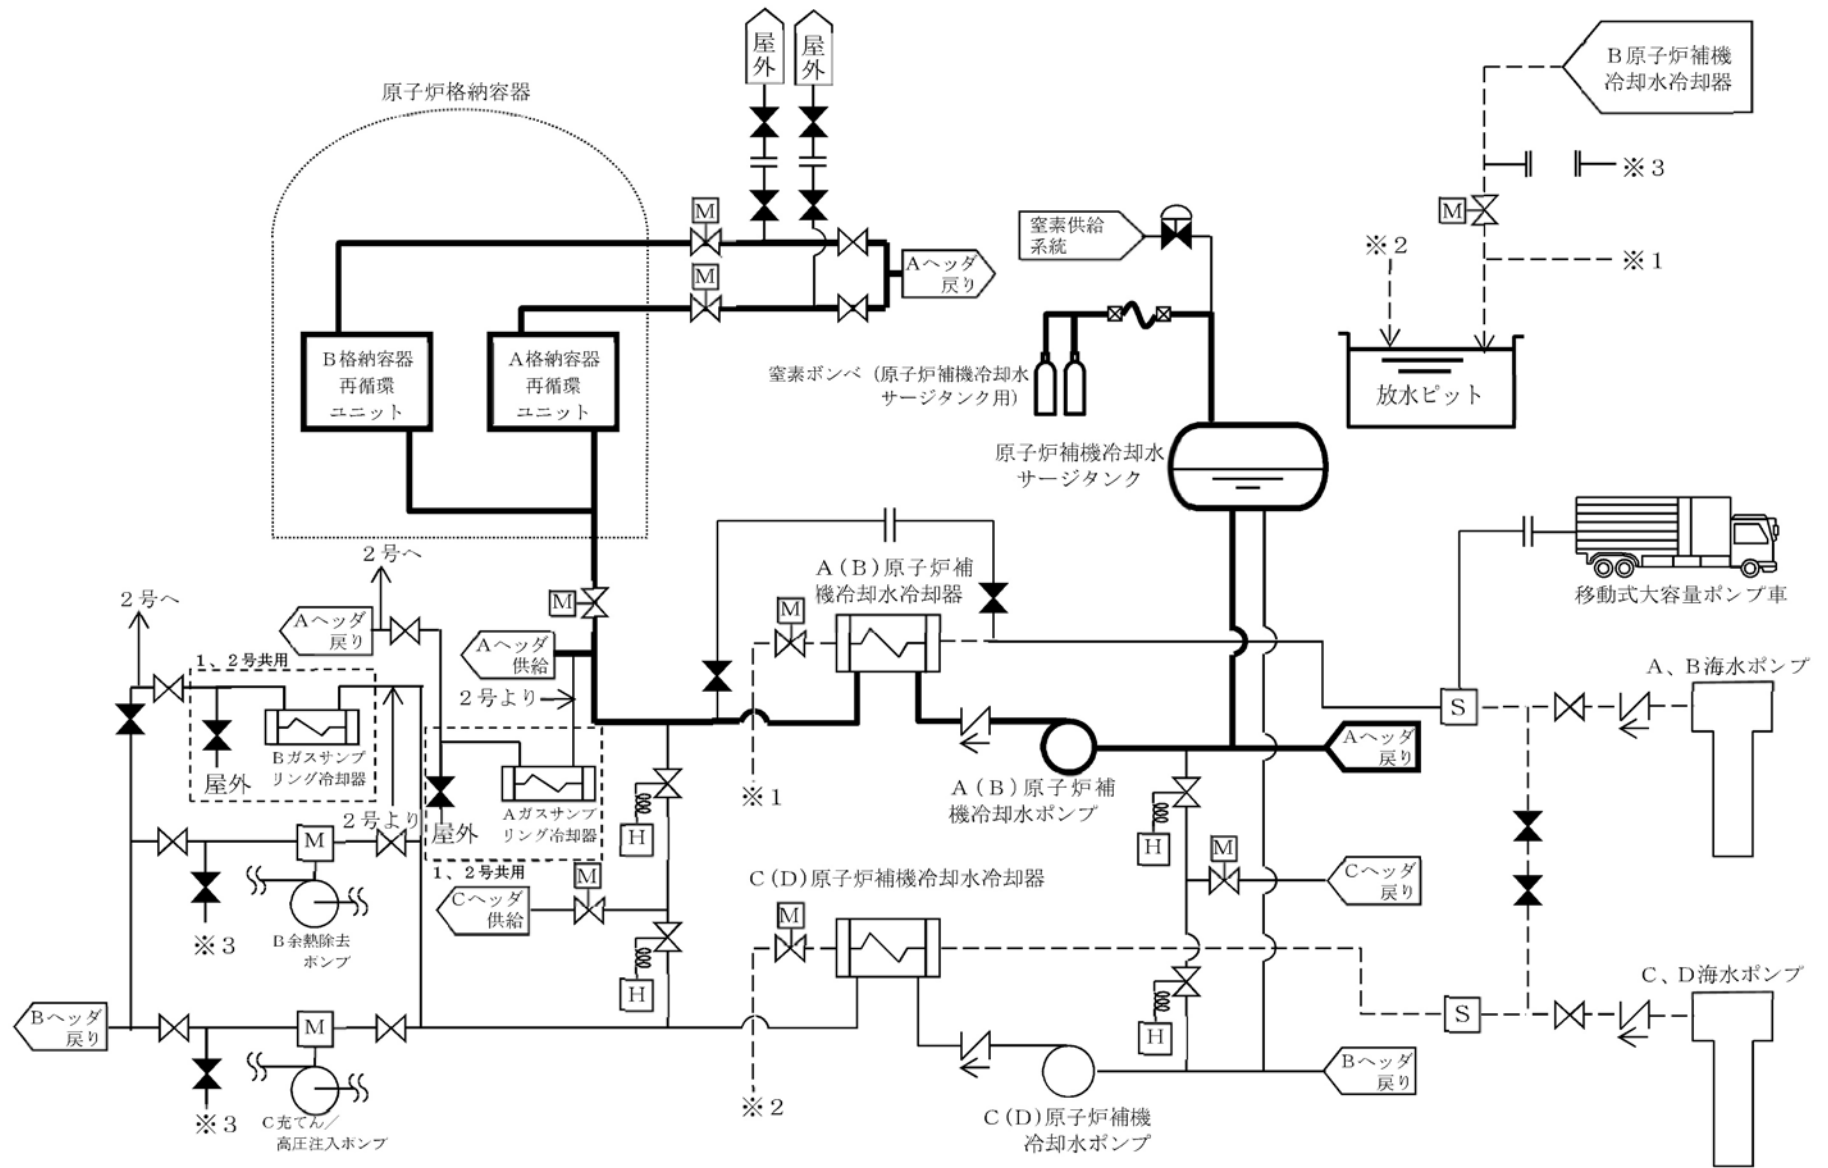 屋外
屋外
原子炉格納容器
B原子炉補機
冷却水冷却器
※3
M
M
※2
※1
窒素供給
系統
M
Aヘッダ
戻り
B格納容器
再循環
ユニット
A格納容器
再循環
ユニット
窒素ボンベ(原子炉補機冷却水
サージタンク用)
放水ピット
原子炉補機冷却水
サージタンク
2号へ
A(B)原子炉補
機冷却水冷却器
移動式大容量ポンプ車
2号へ
M
M
Aヘッダ
戻り
Aヘッダ
供給
1、2号共用
2号より
A、B海水ポンプ
S
Bガスサンプ
リング冷却器
屋外
Aヘッダ
戻り
※1
A(B)原子炉補
機冷却水ポンプ
2号より
屋外
Aガスサンプ
リング冷却器
H
H
M
M
1、2号共用
M
C(D)原子炉補機冷却水冷却器
Cヘッダ
戻り
Cヘッダ
供給
M
※3
B余熱除去
ポンプ
C、D海水ポンプ
H
S
Bヘッダ
戻り
M
H
Bヘッダ
戻り
※3
C充てん/
高圧注入ポンプ
※2
C(D)原子炉補機
冷却水ポンプ